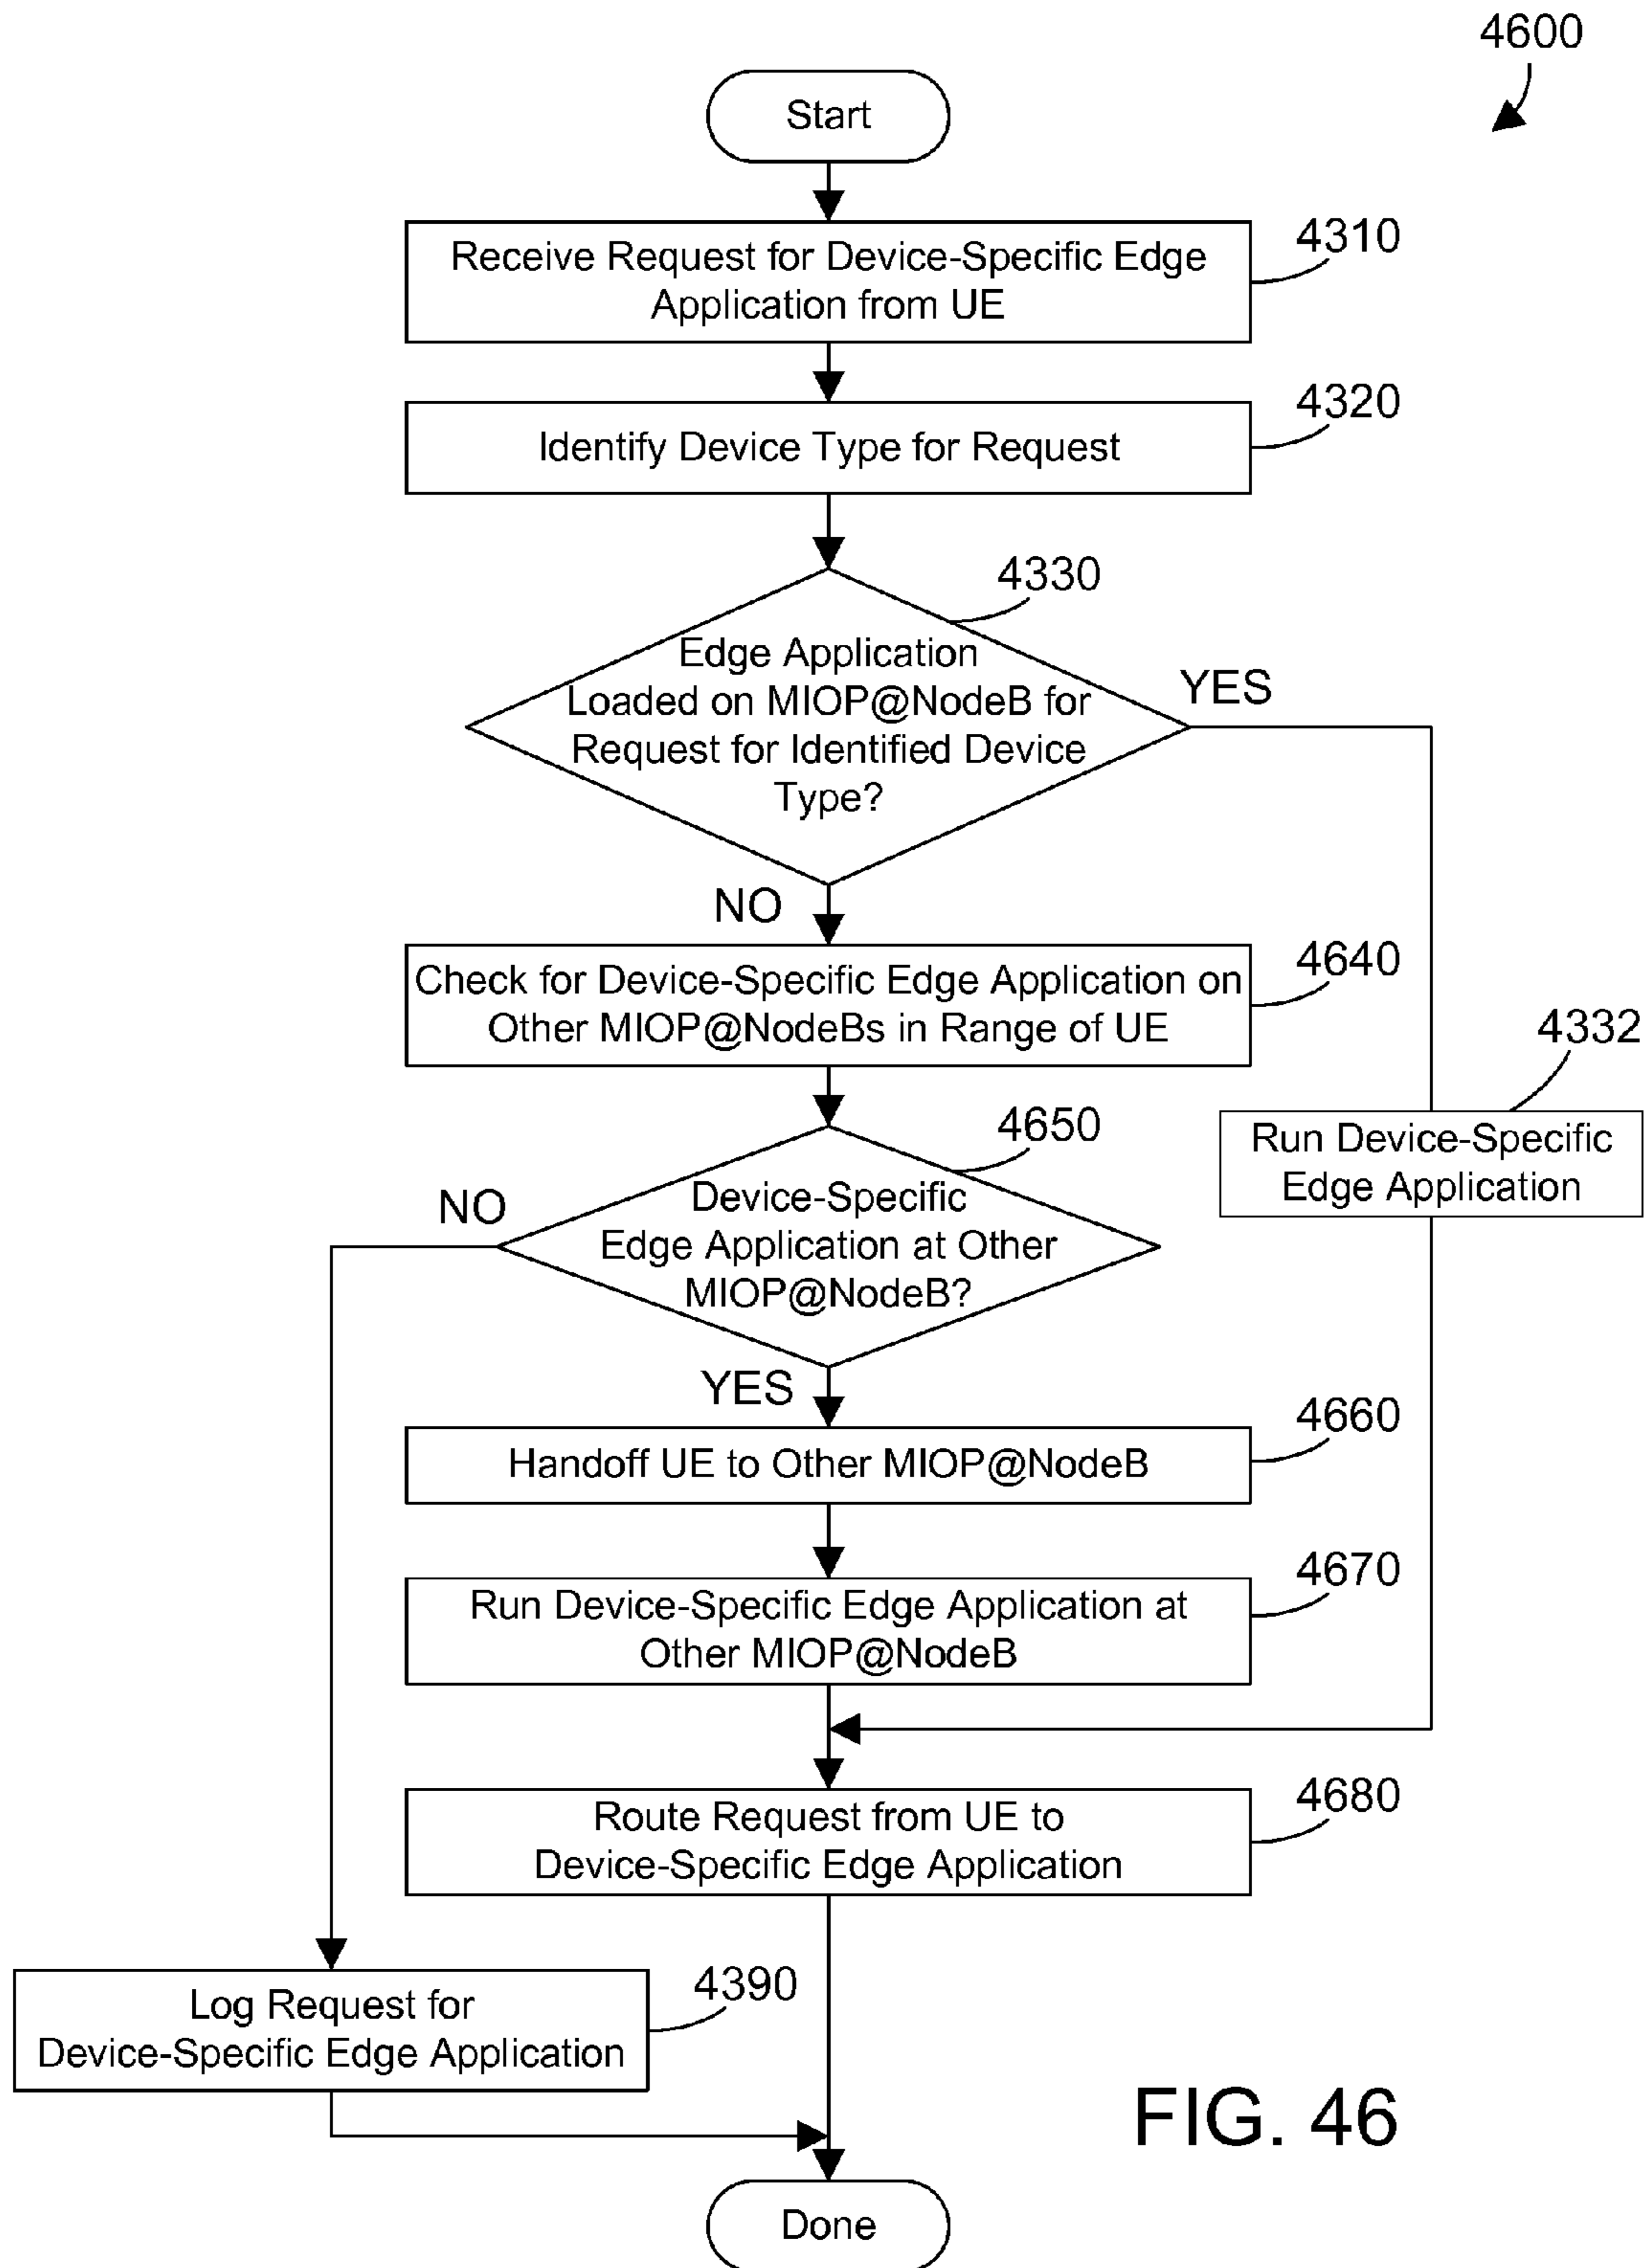 4600
Start
Receive Request for Device-Specific Edge
Application from UE
4310
Identify Device Type for Request
4320
4330
Edge Application
Loaded on MIOP@NodeB for
Request for Identified Device
Type?
YES
NO
Check for Device-Specific Edge Application on
Other MIOP@NodeBs in Range of UE
4640
4332
Run Device-Specific
Edge Application
4650
Device-Specific
Edge Application at Other
MIOP@NodeB?
NO
YES
Handoff UE to Other MIOP@NodeB
4660
Run Device-Specific Edge Application at
Other MIOP@NodeB
4670
Route Request from UE to
Device-Specific Edge Application
4680
Log Request for
Device-Specific Edge Application
4390
FIG. 46
Done